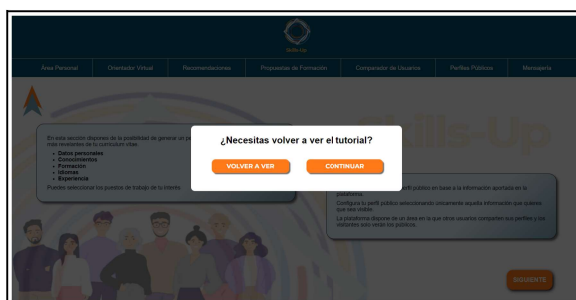 Skills-Up
Área Personal
Orientador Virtual
Recomendaciones
Propuestas de Formación
Comparador de Usuarios
Perfiles Públicos
Mensajería
Skills-Up
En esta sección dispones de la posibilidad de generar un pe
más relevantes de tu curriculum vitae.
• Datos personales
• Conocimientos
• Formación
• Idiomas
• Experiencia
Puedes seleccionar los puestos de trabajo de tu interés.
¿Necesitas volver a ver el tutorial?
VOLVER A VER
CONTINUAR
perfil público en base a la información aportada en la
plataforma.
Configura tu perfil público seleccionando únicamente aquella información que quieres
que sea visible.
La plataforma dispone de un área en la que otros usuarios comparten sus perfiles y los
visitantes solo verán los públicos.
SIGUIENTE